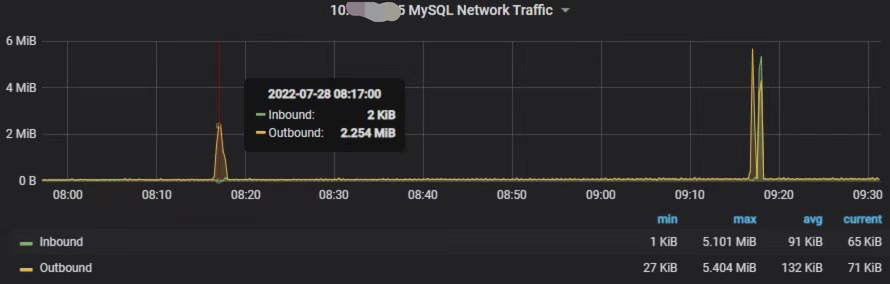 10. 5 MySQL Network Traffic
6 MiB
4 MiB
2 MiB
0 B
2022-07-28 08:17:00
Inbound: 2 KiB
Outbound: 2.254 MiB
08:00 08:10 08:20 08:30 08:40 08:50 09:00 09:10 09:20 09:30
min max avg current
Inbound 1 KiB 5.101 MiB 91 KiB 65 KiB
Outbound 27 KiB 5.404 MiB 132 KiB 71 KiB